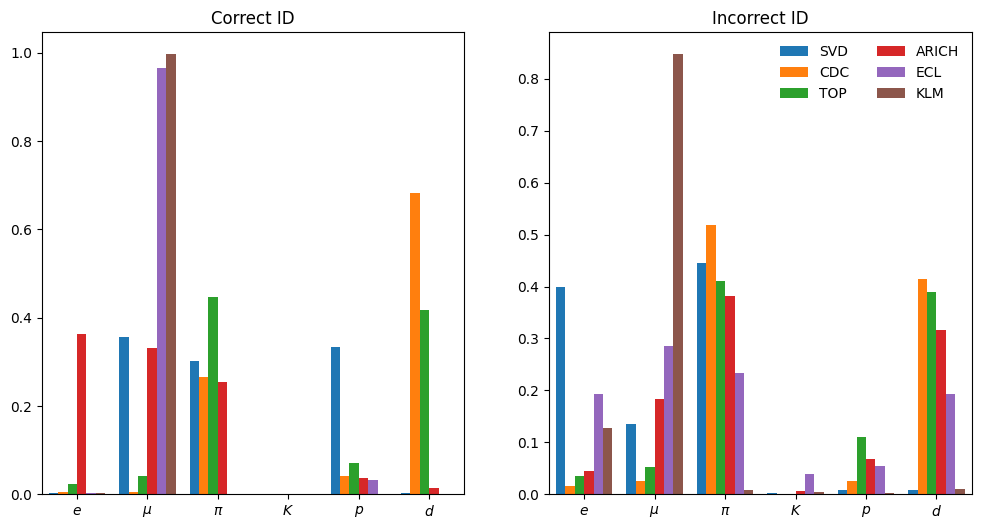 Correct ID
1.0
0.8
0.6
0.4
0.2
0.0
e μ π K p d
Incorrect ID
SVD ARICH
CDC ECL
TOP KLM
0.8
0.7
0.6
0.5
0.4
0.3
0.2
0.1
0.0
e μ π K p d